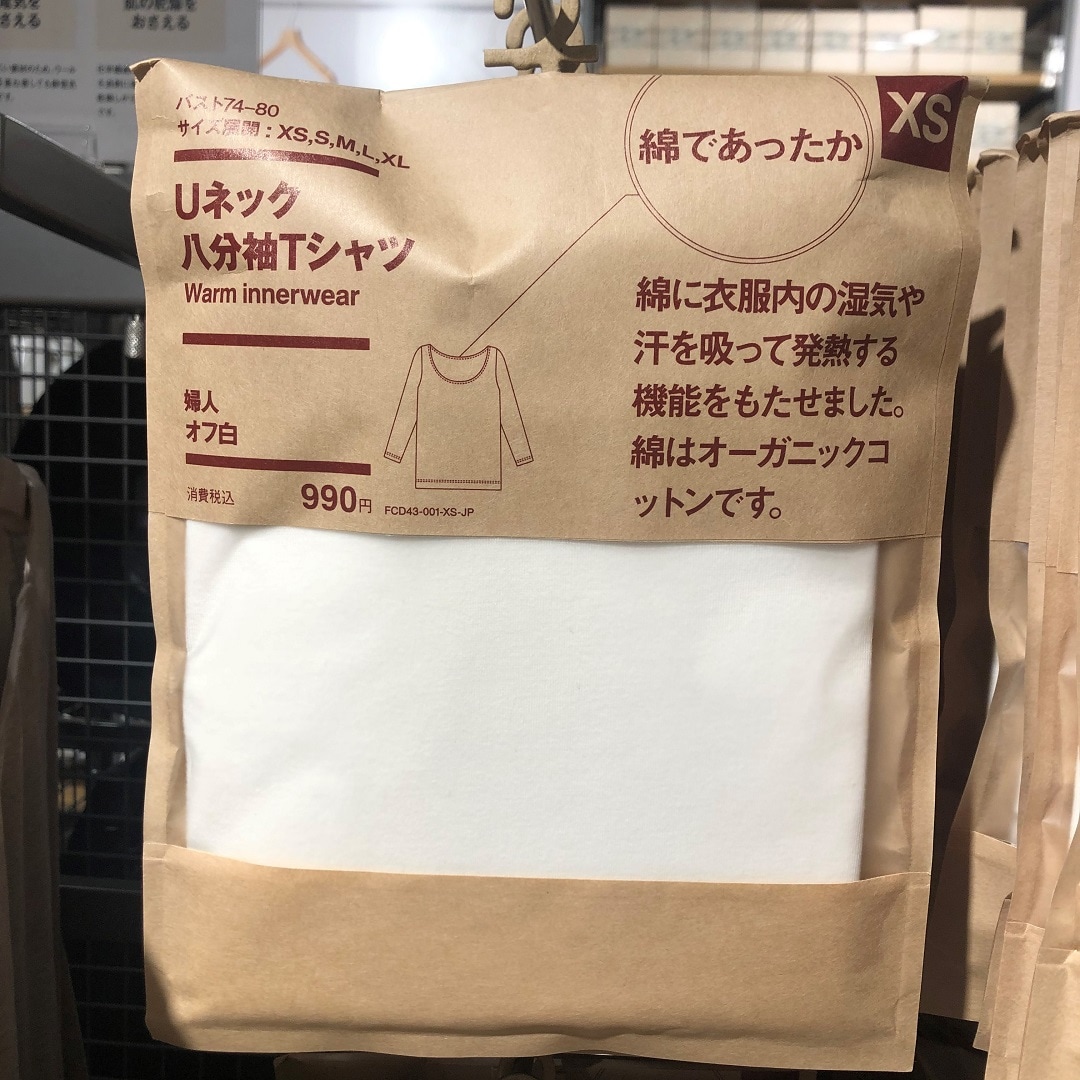 おさえる
バスト74-80
サイズ展開：XS,S,M,L,XL
Uネック
八分袖Tシャツ
Warm innerwear
婦人
オフ白
消費税込 990円
FCD43-001-XS-JP
綿であったか
XS
綿に衣服内の湿気や
汗を吸って発熱する
機能をもたせました。
綿はオーガニックコ
ットンです。